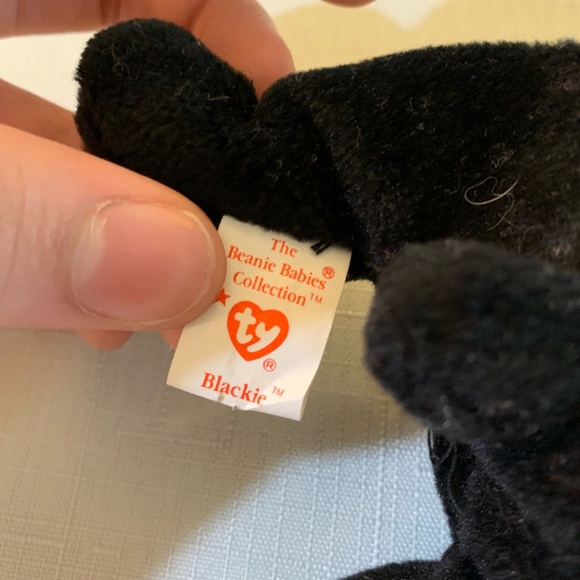 The
Beanie Babies®
Collection™
ty
®
Blackie™